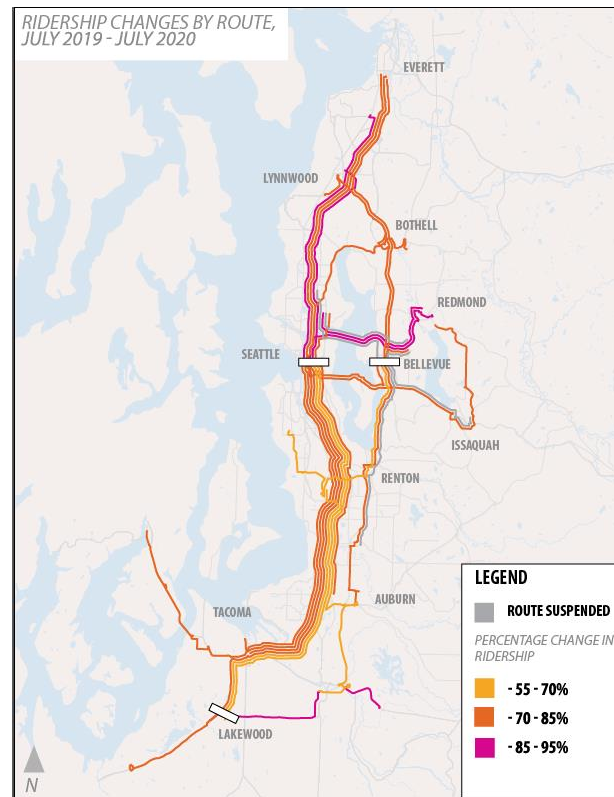 RIDERSHIP CHANGES BY ROUTE,
JULY 2019 - JULY 2020
EVERETT
LYNNWOOD
BOTHELL
REDMOND
SEATTLE
BELLEVUE
ISSAQUAH
RENTON
AUBURN
TACOMA
LAKEWOOD
N
LEGEND
ROUTE SUSPENDED
PERCENTAGE CHANGE IN
RIDERSHIP
- 55 - 70%
- 70 - 85%
- 85 - 95%